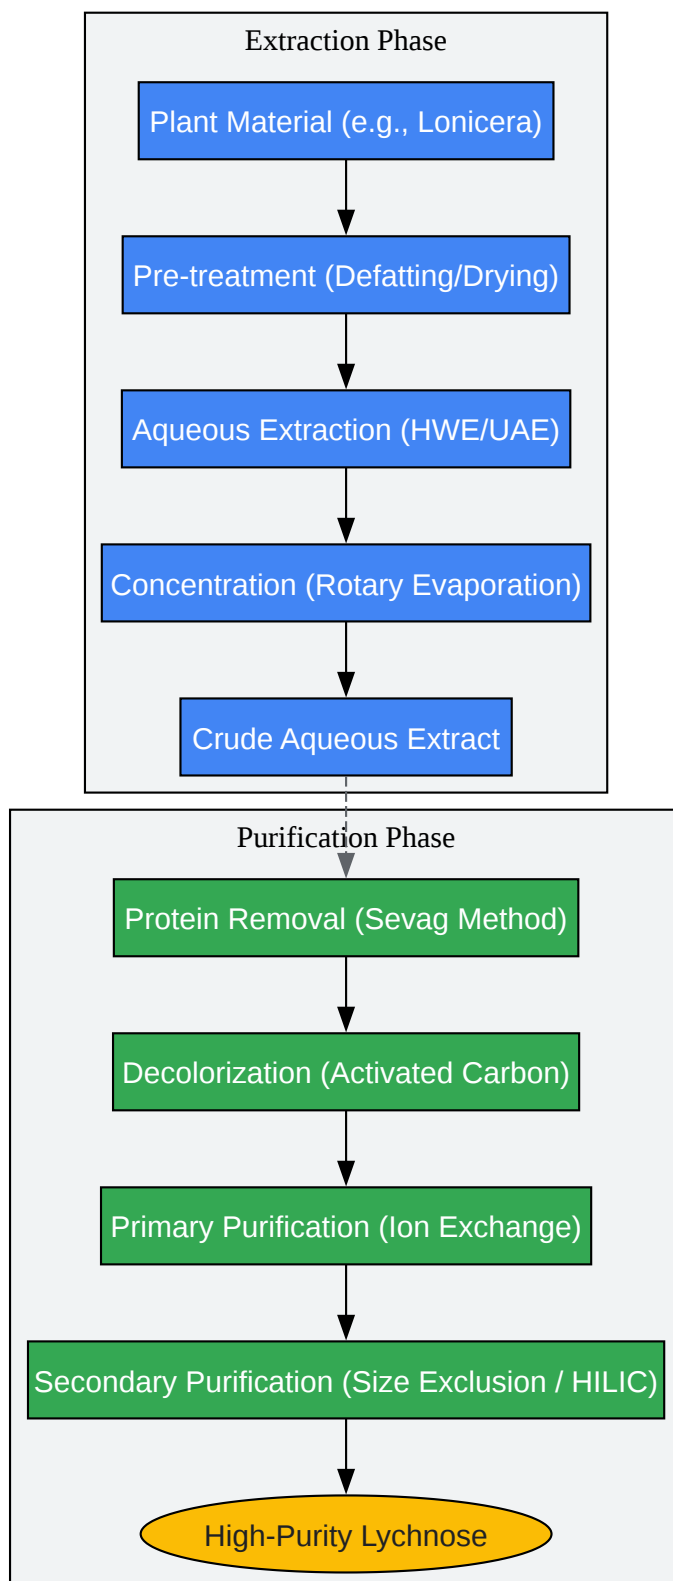 Extraction Phase
Plant Material (e.g., Lonicera)
Pre-treatment (Defatting/Drying)
Aqueous Extraction (HWE/UAE)
Concentration (Rotary Evaporation)
Crude Aqueous Extract
Purification Phase
Protein Removal (Sevag Method)
Decolorization (Activated Carbon)
Primary Purification (Ion Exchange)
Secondary Purification (Size Exclusion / HILIC)
High-Purity Lychnose